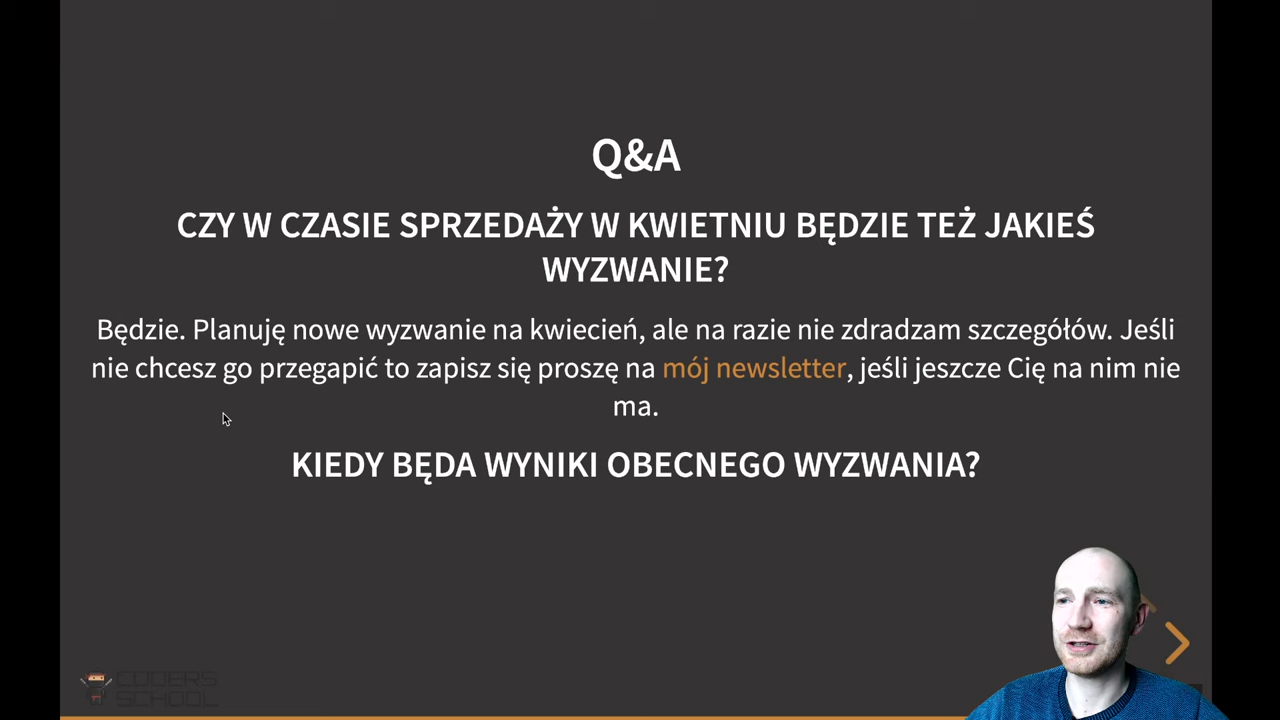 Q&A
CZY W CZASIE SPRZEDAŻY W KWIETNIU BĘDZIE TEŻ JAKIEŚ
WYZWANIE?
Będzie. Planuję nowe wyzwanie na kwiecień, ale na razie nie zdradzam szczegółów. Jeśli
nie chcesz go przegapić to zapisz się proszę na mój newsletter, jeśli jeszcze Cię na nim nie
ma.
KIEDY BĘDA WYNIKI OBECNEGO WYZWANIA?
CODERS
SCHOOL